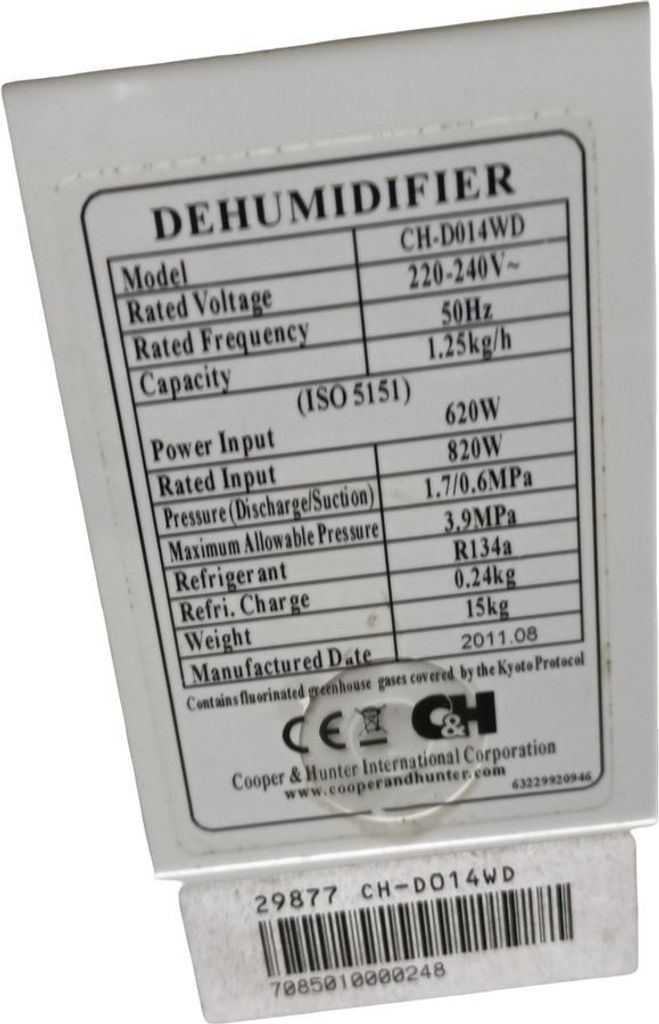 DEHUMIDIFIER
Model CH-D014WD
Rated Voltage 220-240V~
Rated Frequency 50Hz
Capacity 1.25kg/h
(ISO 5151)
Power Input 620W
Rated Input 820W
Pressure (Discharge/Suction) 1.7/0.6MPa
Maximum Allowable Pressure 3.9MPa
Refrigerant R134a
Refri. Charge 0.24kg
Weight 15kg
Manufactured Date 2011.08
Contains fluorinated greenhouse gases covered by the Kyoto Protocol
CE C&H
Cooper & Hunter International Corporation
www.cooperandhunter.com
63229920946
29877 CH-D014WD
7085010000248